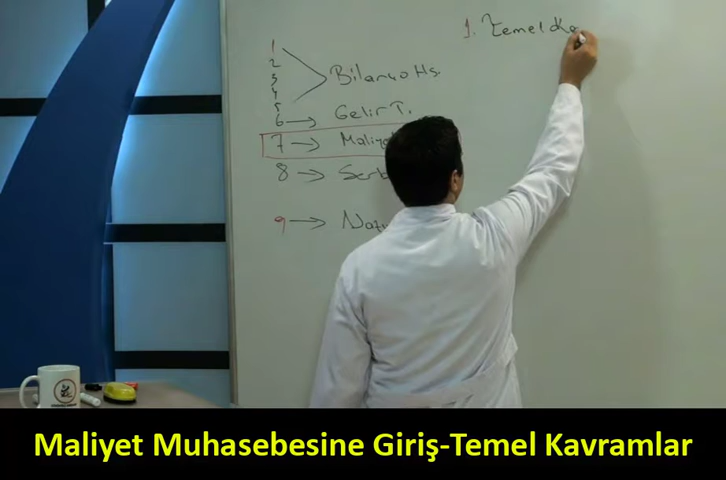 1. Temel Ka
1
2
3
4
5
Bilanço Hs.
6 → Gelir T.
7 →
8 →
9 →
Maliyet Muhasebesine Giriş-Temel Kavramlar